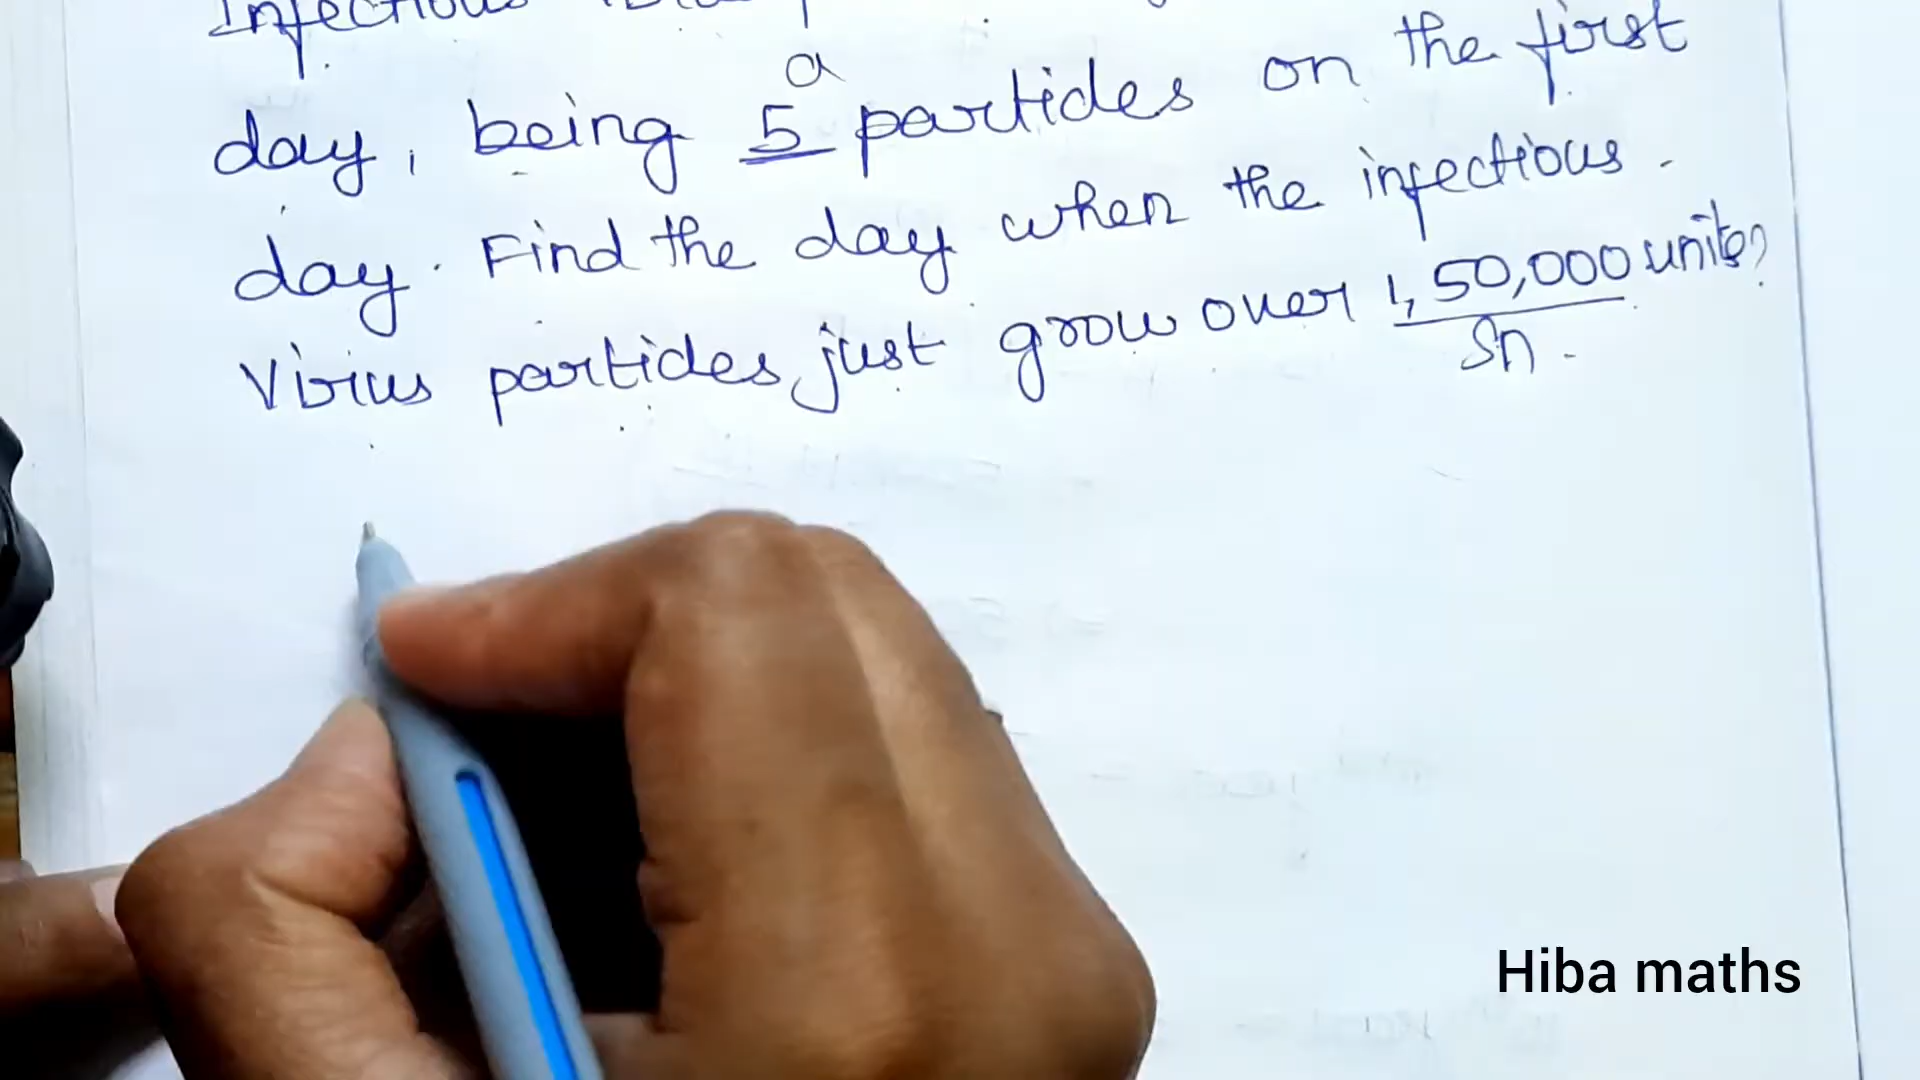 Infectious
a
day, being 5 particles on the first
day. Find the day when the infectious.
Virus particles just grow over 1,50,000 units?
Sn.
Hiba maths